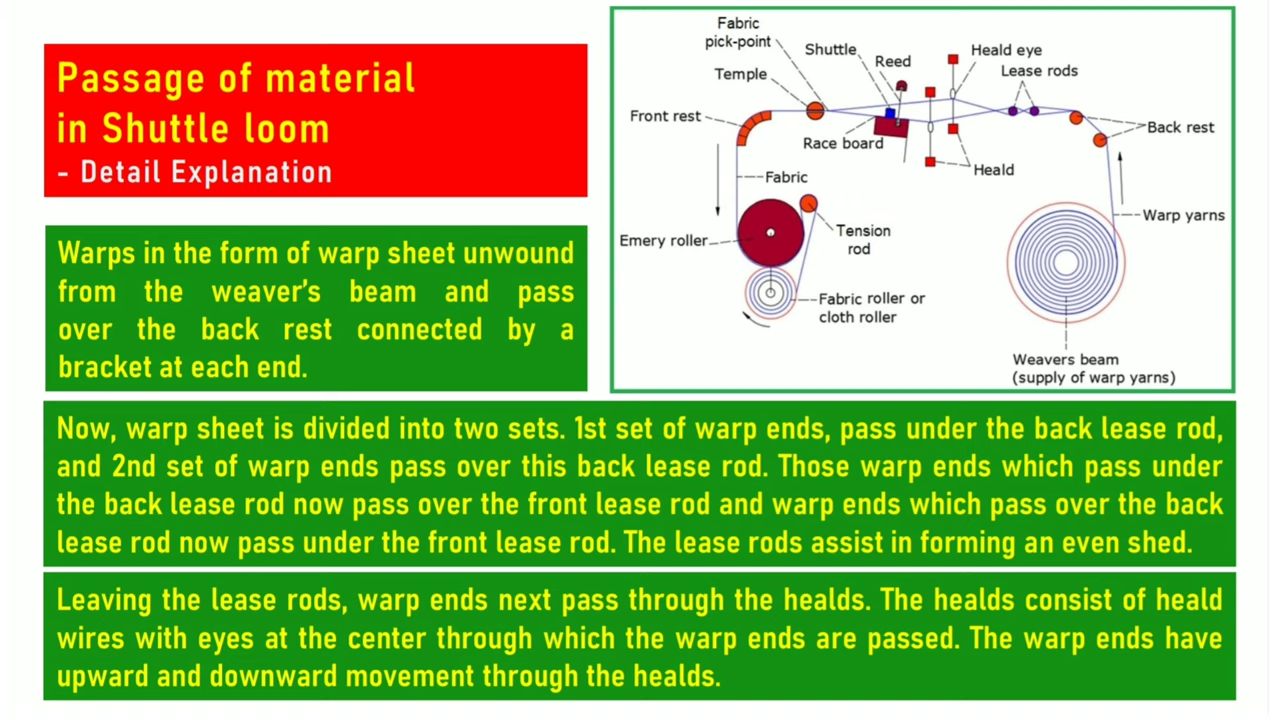 Passage of material
in Shuttle loom
- Detail Explanation
Warps in the form of warp sheet unwound
from the weaver's beam and pass
over the back rest connected by a
bracket at each end.
Fabric
pick-point
Shuttle
Reed
Heald eye
Lease rods
Temple
Front rest
Race board
Back rest
Heald
Fabric
Warp yarns
Emery roller
Tension
rod
Fabric roller or
cloth roller
Weavers beam
(supply of warp yarns)
Now, warp sheet is divided into two sets. 1st set of warp ends, pass under the back lease rod,
and 2nd set of warp ends pass over this back lease rod. Those warp ends which pass under
the back lease rod now pass over the front lease rod and warp ends which pass over the back
lease rod now pass under the front lease rod. The lease rods assist in forming an even shed.
Leaving the lease rods, warp ends next pass through the healds. The healds consist of heald
wires with eyes at the center through which the warp ends are passed. The warp ends have
upward and downward movement through the healds.